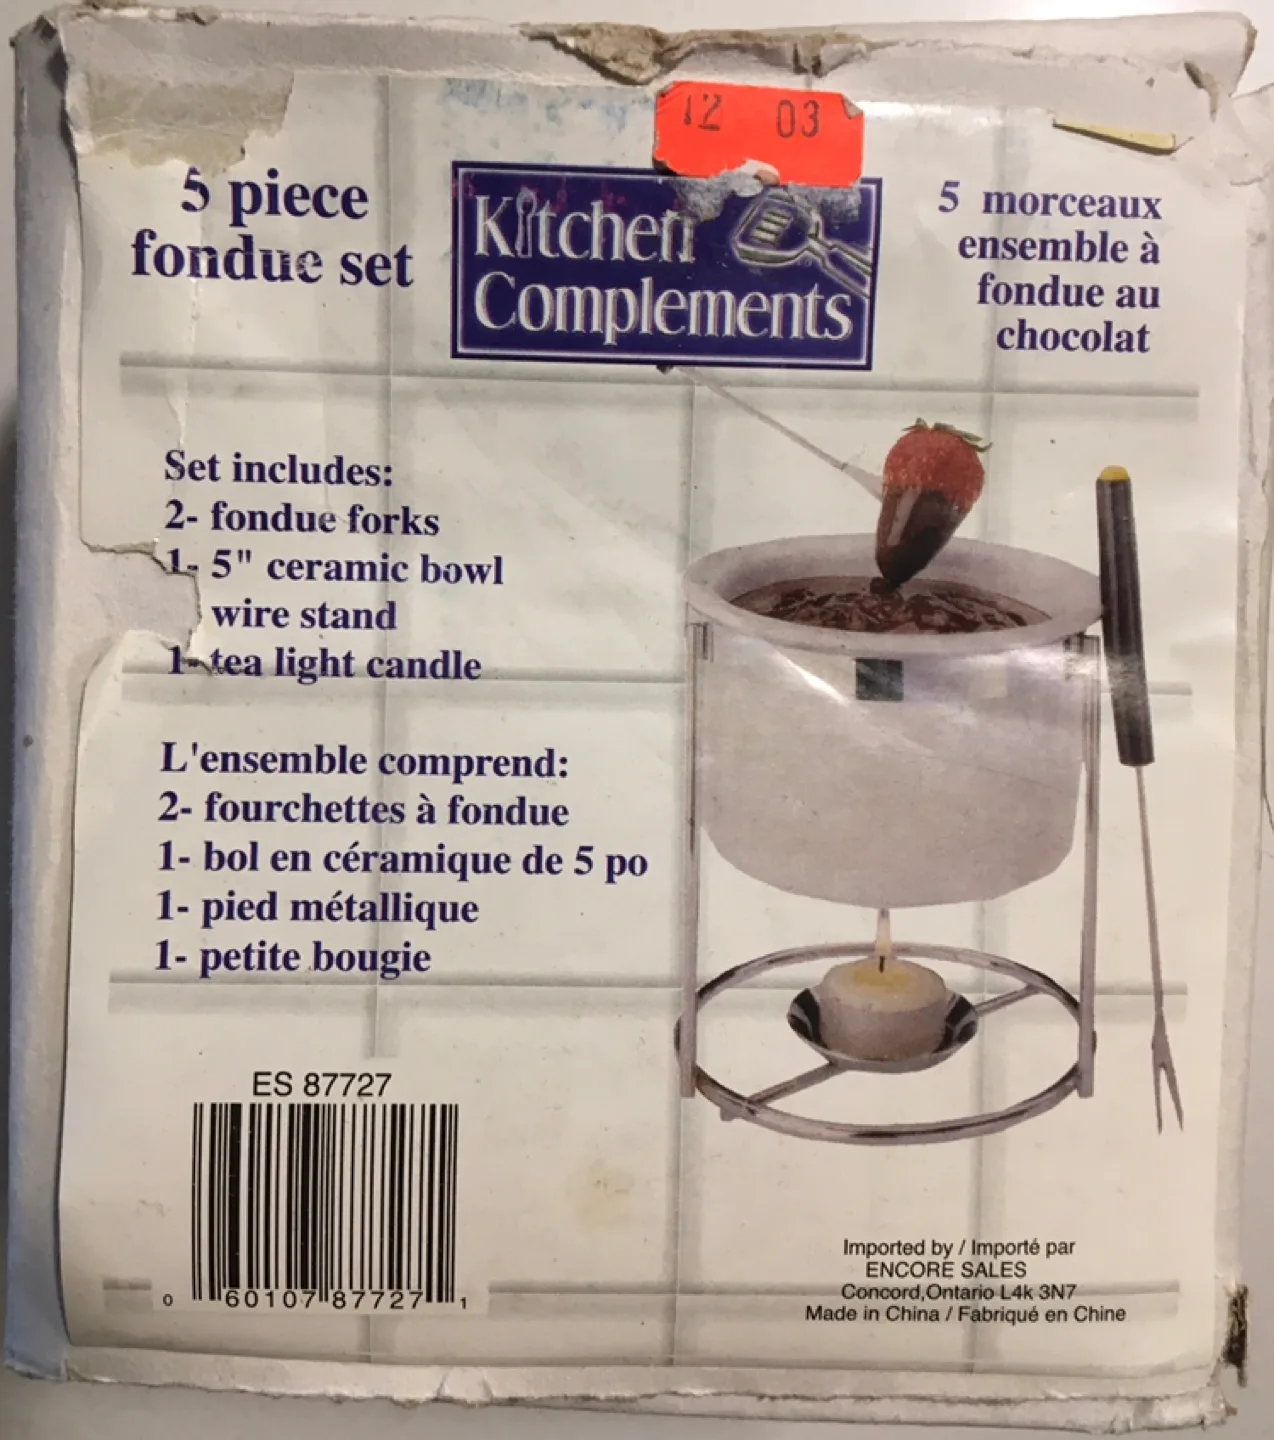 12 03
5 piece
fondue set
Kitchen
Complements
5 morceaux
ensemble à
fondue au
chocolat
Set includes:
2- fondue forks
1- 5" ceramic bowl
wire stand
1- tea light candle
L'ensemble comprend:
2- fourchettes à fondue
1- bol en céramique de 5 po
1- pied métallique
1- petite bougie
ES 87727
0 60107 87727 1
Imported by / Importé par
ENCORE SALES
Concord,Ontario L4k 3N7
Made in China / Fabriqué en Chine